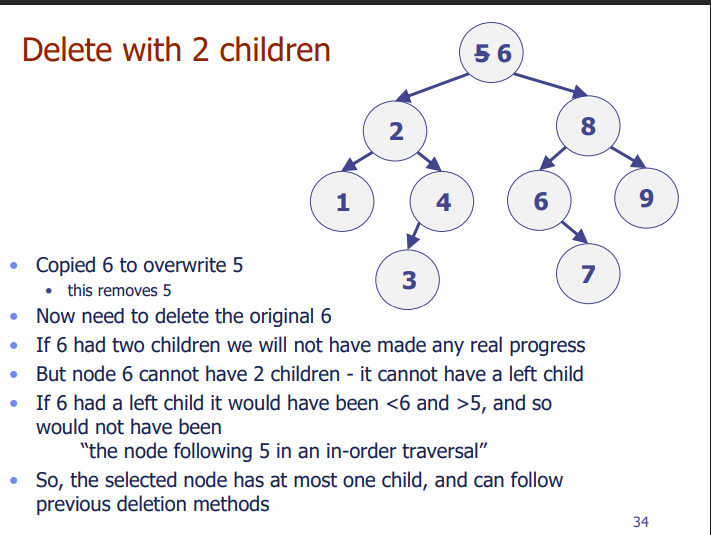 Delete with 2 children
5 6
2
8
1
4
6
9
3
7
• Copied 6 to overwrite 5
• this removes 5
• Now need to delete the original 6
• If 6 had two children we will not have made any real progress
• But node 6 cannot have 2 children - it cannot have a left child
• If 6 had a left child it would have been <6 and >5, and so
would not have been
“the node following 5 in an in-order traversal”
• So, the selected node has at most one child, and can follow
previous deletion methods
34